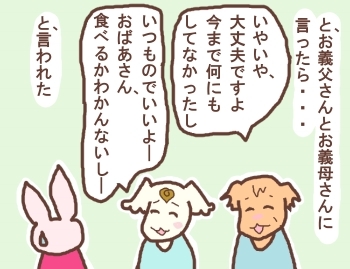 とお義父さんとお義母さんに
言ったら・・・
いやいや、
大丈夫ですよ
今まで何にも
してなかったし
いつものでいいよー
おばあさん、
食べるかわかんないしー
と、言われた